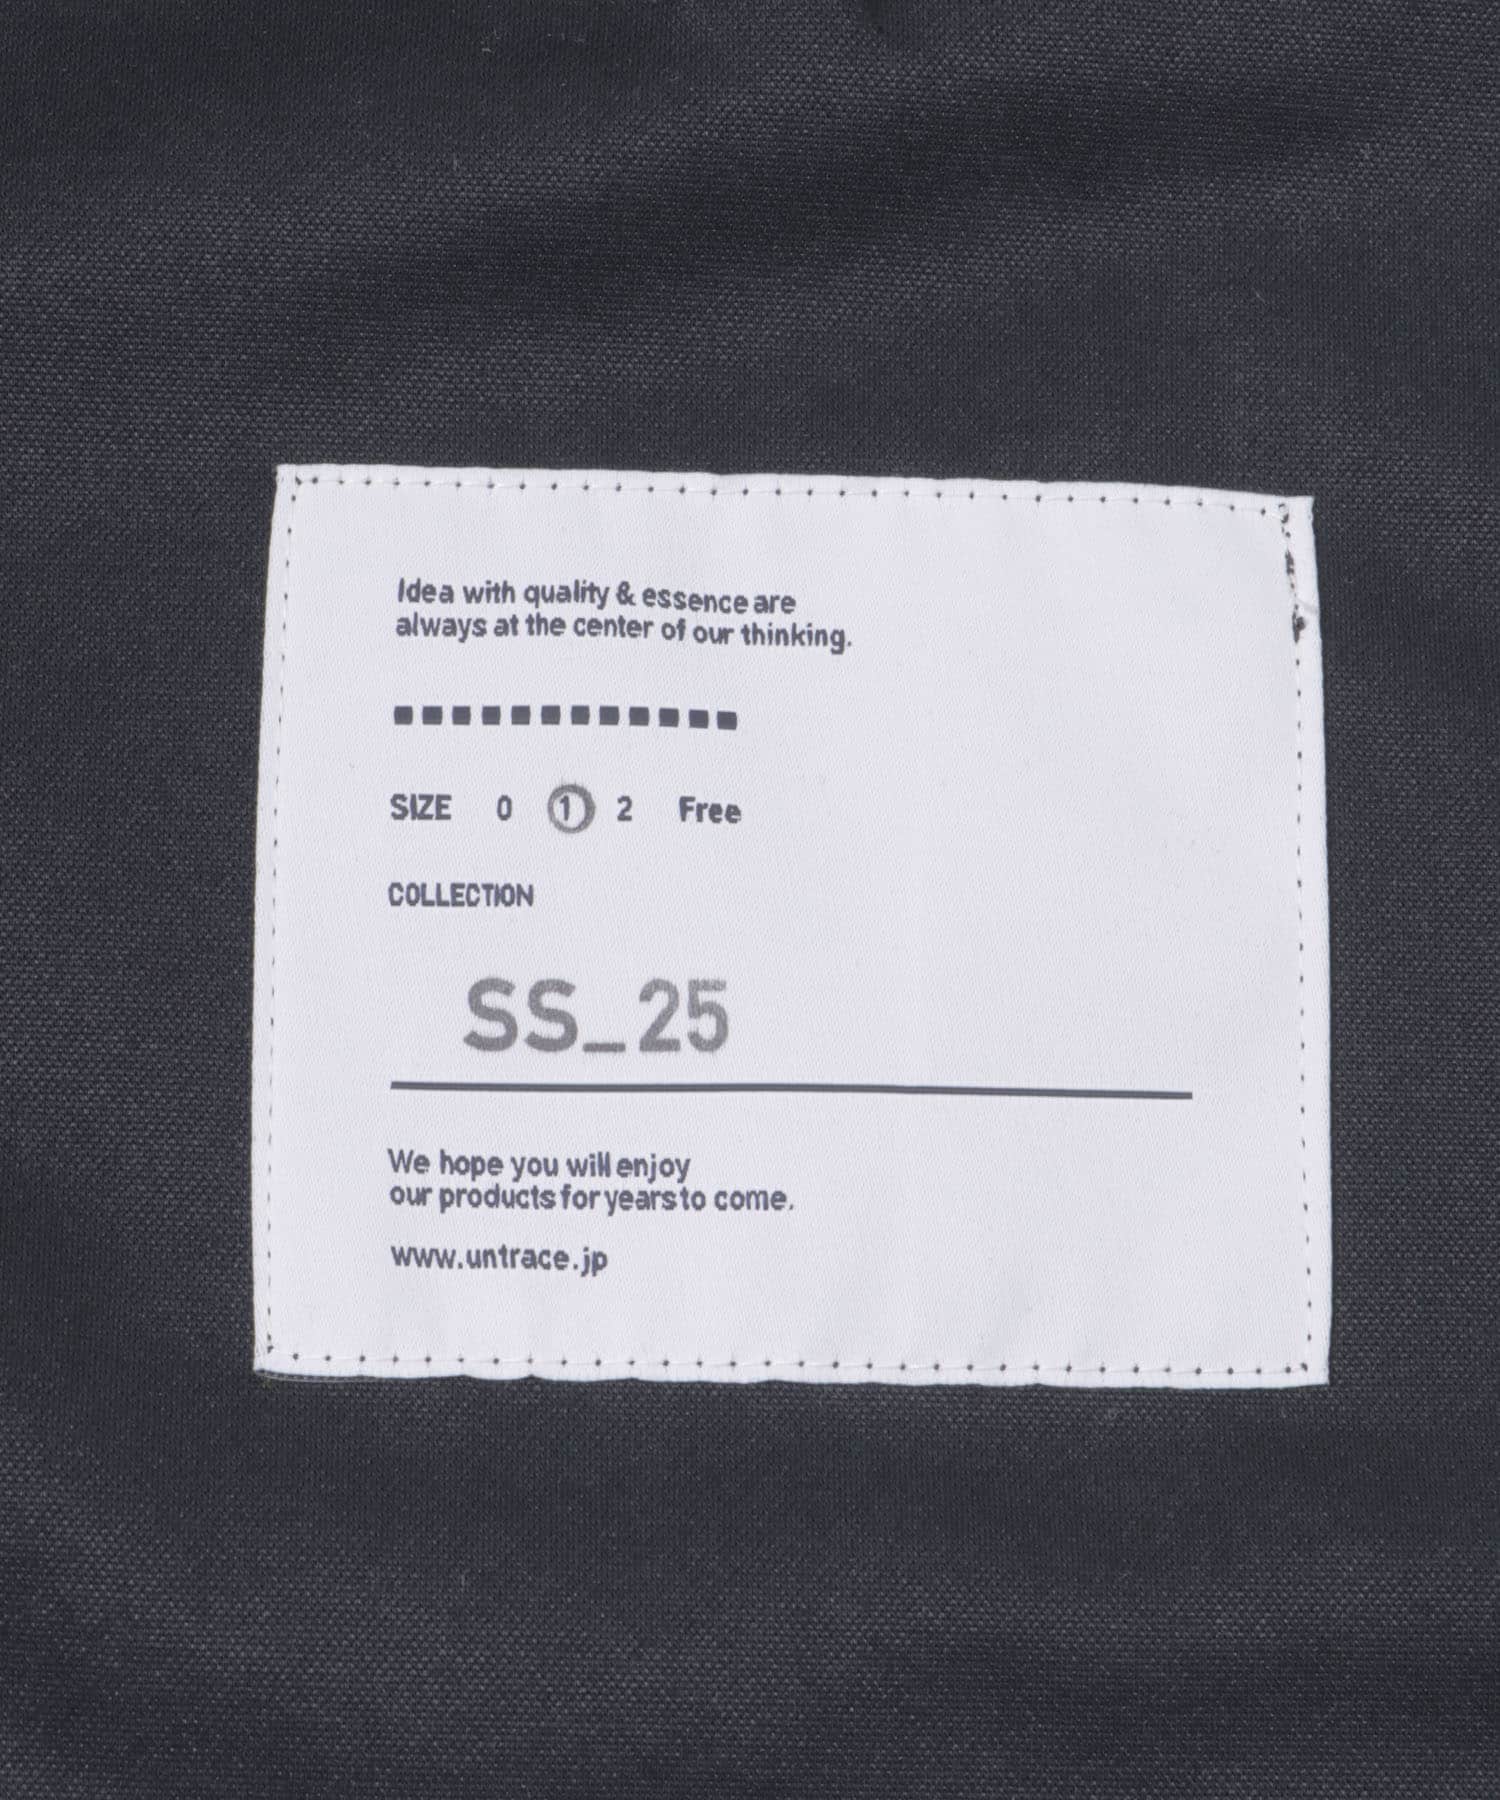 Idea with quality & essence are
always at the center of our thinking.
SIZE 0 1 2 Free
COLLECTION
SS_25
We hope you will enjoy
our products for years to come.
www.untrace.jp